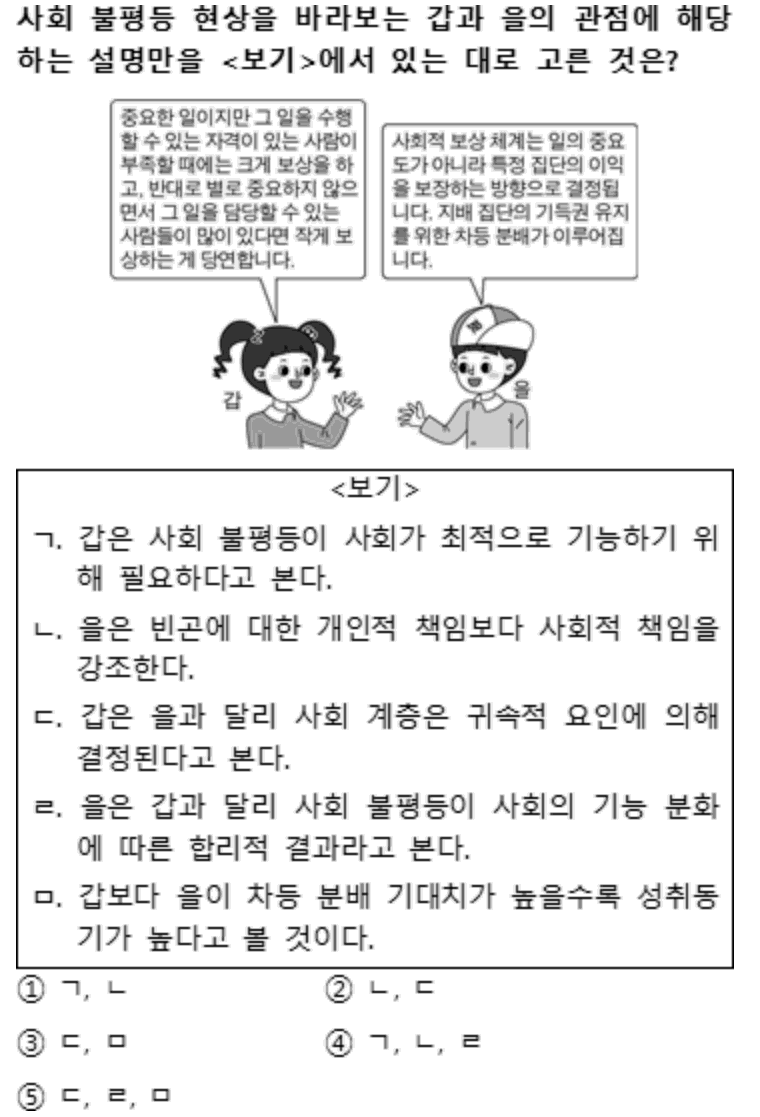 사회 불평등 현상을 바라보는 갑과 을의 관점에 해당
하는 설명만을 <보기>에서 있는 대로 고른 것은?
중요한 일이지만 그 일을 수행
할 수 있는 자격이 있는 사람이
부족할 때에는 크게 보상을 하
고, 반대로 별로 중요하지 않으
면서 그 일을 담당할 수 있는
사람들이 많이 있다면 작게 보
상하는 게 당연합니다.
사회적 보상 체계는 일의 중요
도가 아니라 특정 집단의 이익
을 보장하는 방향으로 결정됩
니다. 지배 집단의 기득권 유지
를 위한 차등 분배가 이루어집
니다.
갑
을
<보기>
ㄱ. 갑은 사회 불평등이 사회가 최적으로 기능하기 위
해 필요하다고 본다.
ㄴ. 을은 빈곤에 대한 개인적 책임보다 사회적 책임을
강조한다.
ㄷ. 갑은 을과 달리 사회 계층은 귀속적 요인에 의해
결정된다고 본다.
ㄹ. 을은 갑과 달리 사회 불평등이 사회의 기능 분화
에 따른 합리적 결과라고 본다.
ㅁ. 갑보다 을이 차등 분배 기대치가 높을수록 성취동
기가 높다고 볼 것이다.
① ㄱ, ㄴ
② ㄴ, ㄷ
③ ㄷ, ㅁ
④ ㄱ, ㄴ, ㄹ
⑤ ㄷ, ㄹ, ㅁ